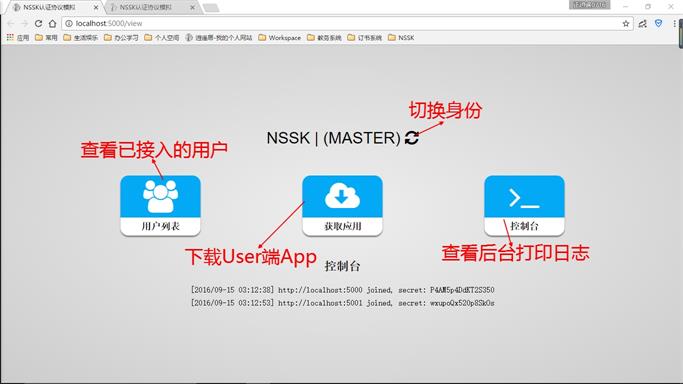 NSSK认证协议模拟
NSSK认证协议模拟
localhost:5000/view
应用 常用 生活娱乐 办公学习 个人空间 逍遥居-我的个人网站 Workspace 教务系统 订书系统 NSSK
切换身份
NSSK | (MASTER)
查看已接入的用户
用户列表
获取应用
控制台
下载User端App
查看后台打印日志
控制台
[2016/09-15 03:12:38] http://localhost:5000 joined, secret: P4AM5p4DdKT2S350
[2016/09-15 03:12:53] http://localhost:5001 joined, secret: wxupoQx520p8SkOs